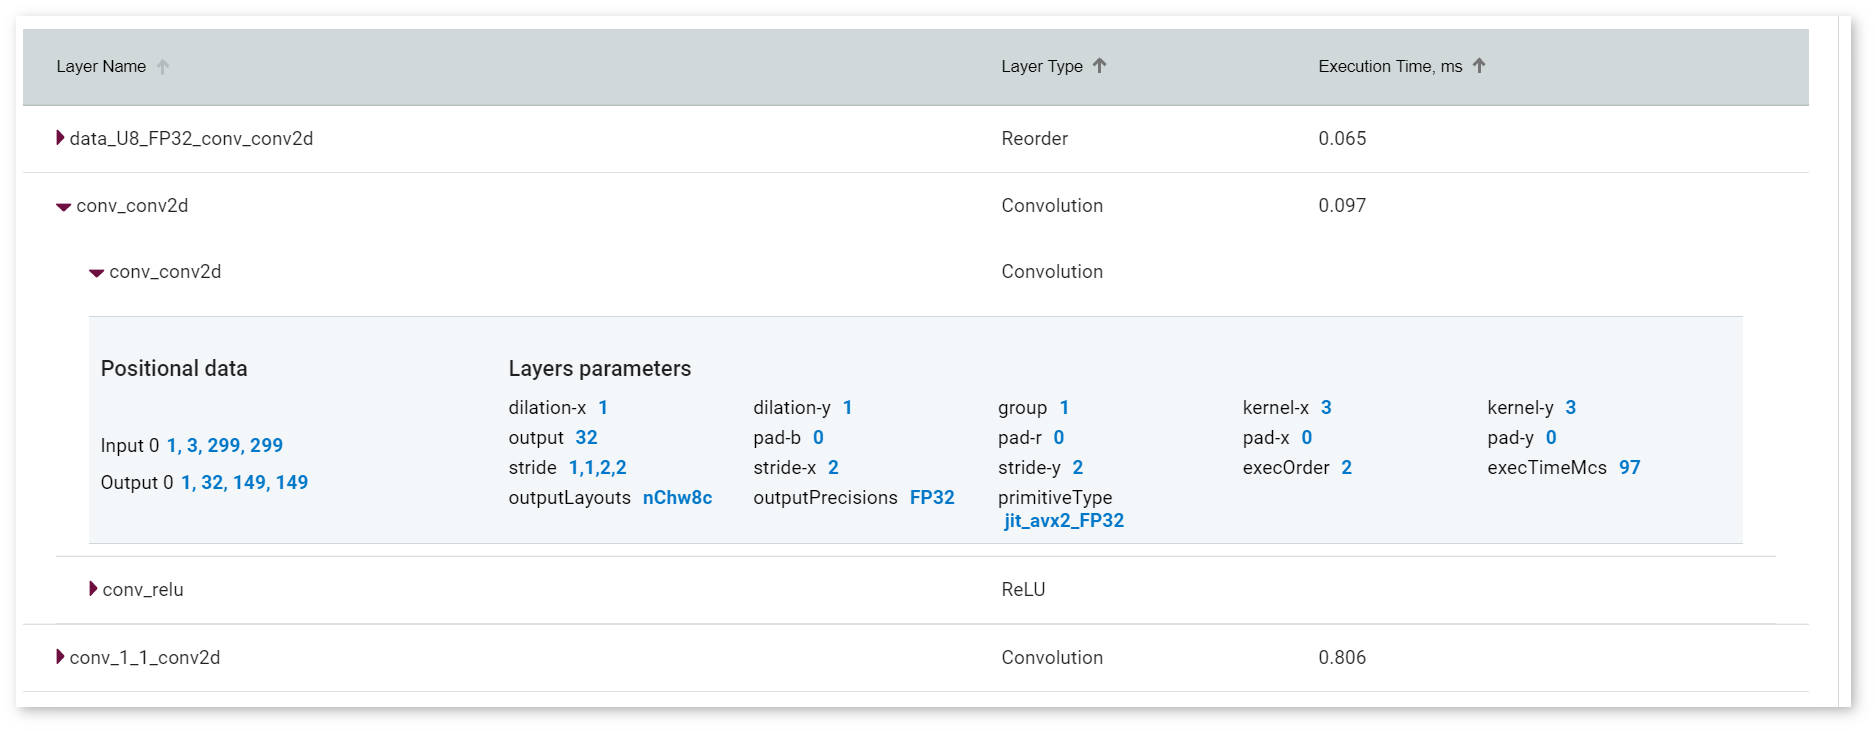 Layer Name Layer Type Execution Time, ms
data_U8_FP32_conv_conv2d Reorder 0.065
conv_conv2d Convolution 0.097
conv_conv2d Convolution
Positional data Layers parameters
dilation-x 1 dilation-y 1 group 1 kernel-x 3 kernel-y 3
output 32 pad-b 0 pad-r 0 pad-x 0 pad-y 0
Input 0 1, 3, 299, 299
stride 1,1,2,2 stride-x 2 stride-y 2 execOrder 2 execTimeMcs 97
Output 0 1, 32, 149, 149
outputLayouts nChw8c outputPrecisions FP32 primitiveType
jit_avx2_FP32
conv_relu ReLU
conv_1_1_conv2d Convolution 0.806